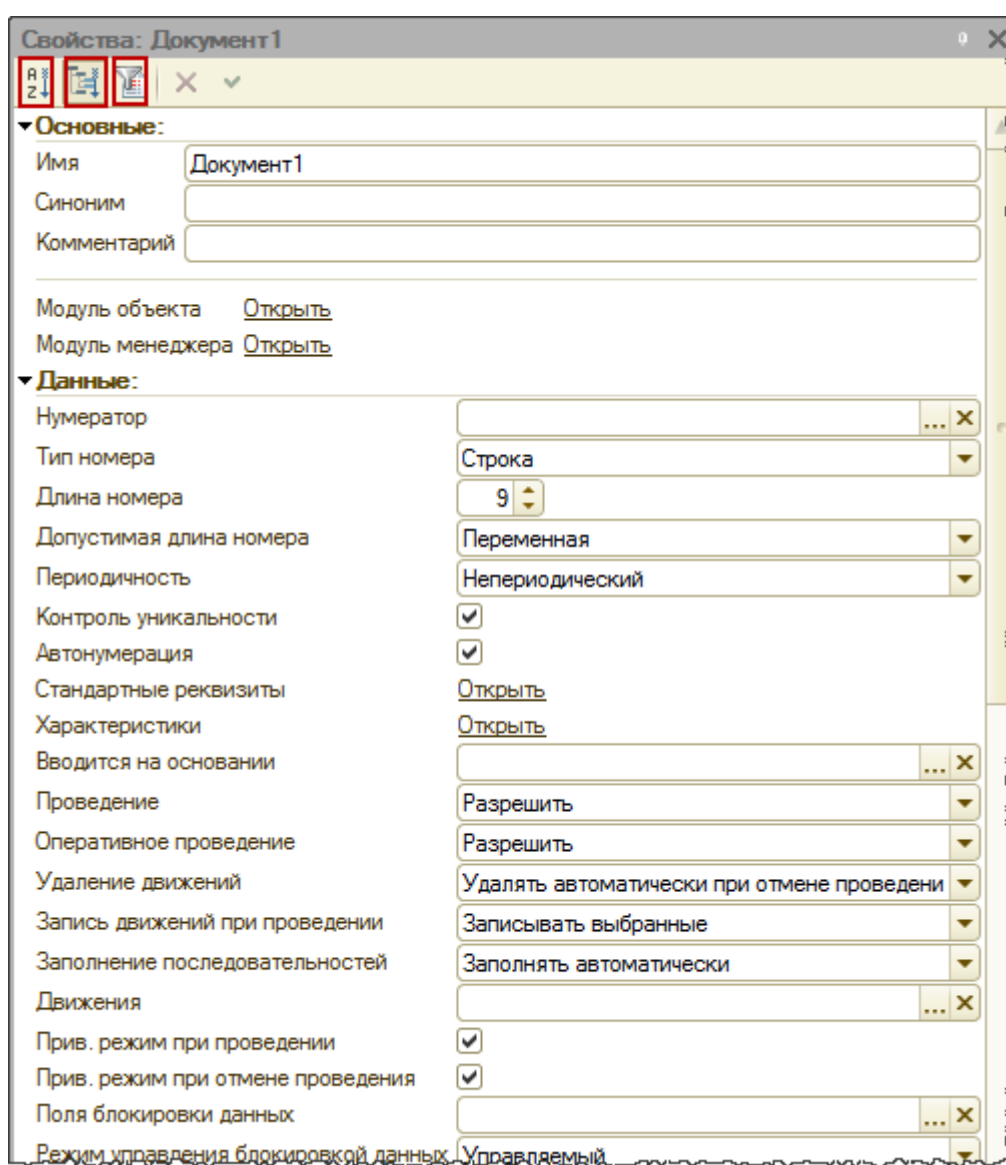 Свойства: Документ1
Основные:
Имя Документ1
Синоним
Комментарий
Модуль объекта Открыть
Модуль менеджера Открыть
Данные:
Нумератор ...
Тип номера Строка
Длина номера 9
Допустимая длина номера Переменная
Периодичность Непериодический
Контроль уникальности
Автонумерация
Стандартные реквизиты Открыть
Характеристики Открыть
Вводится на основании ...
Проведение Разрешить
Оперативное проведение Разрешить
Удаление движений Удалять автоматически при отмене проведени
Запись движений при проведении Записывать выбранные
Заполнение последовательностей Заполнять автоматически
Движения ...
Прив. режим при проведении
Прив. режим при отмене проведения
Поля блокировки данных ...
Режим управления блокировкой данных Управляемый